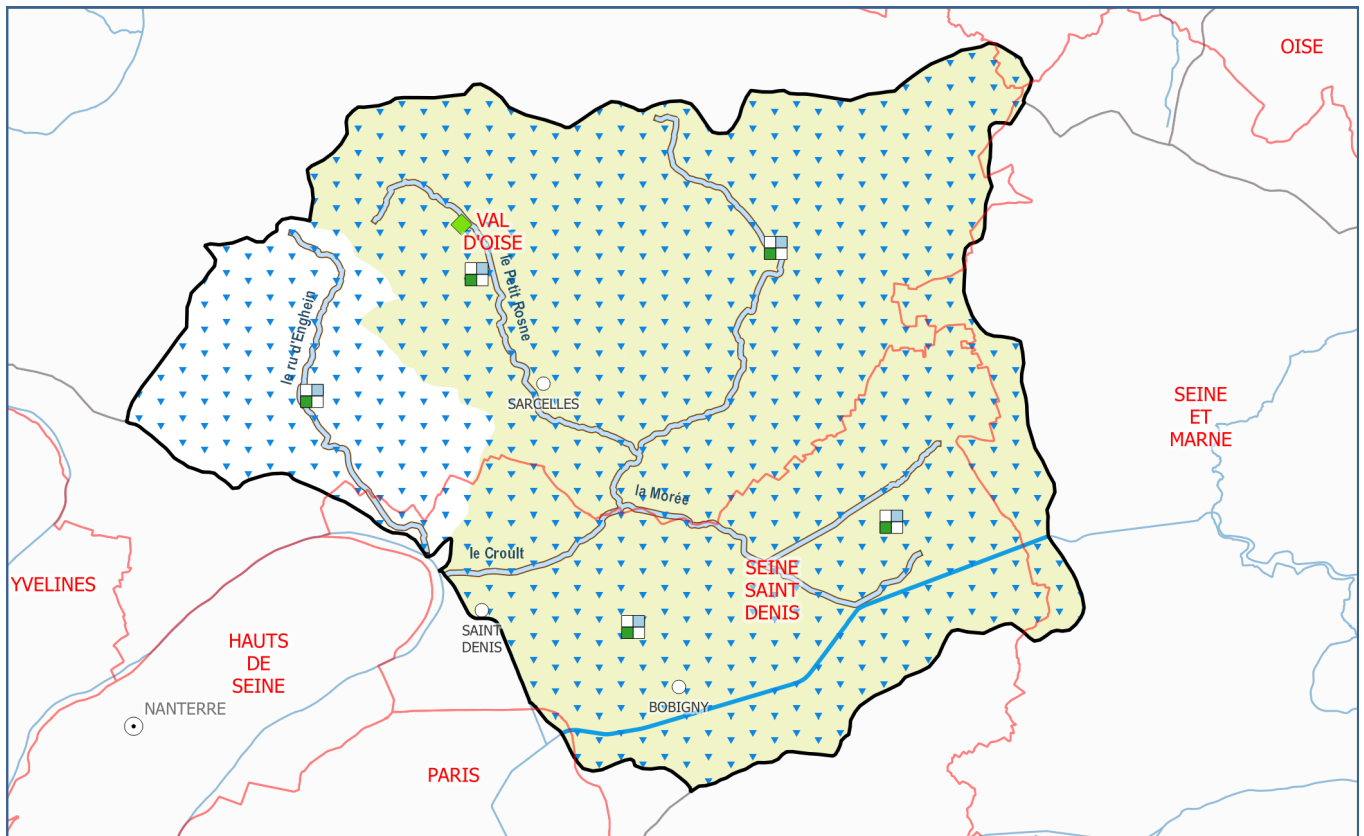 OISE
VAL
D'OISE
le Petit Rosne
le ru d'Enghein
SARCELLES
SEINE
ET
MARNE
la Morée
le Croult
YVELINES
SEINE
SAINT
DENIS
SAINT
DENIS
HAUTS
DE
SEINE
NANTERRE
BOBIGNY
PARIS